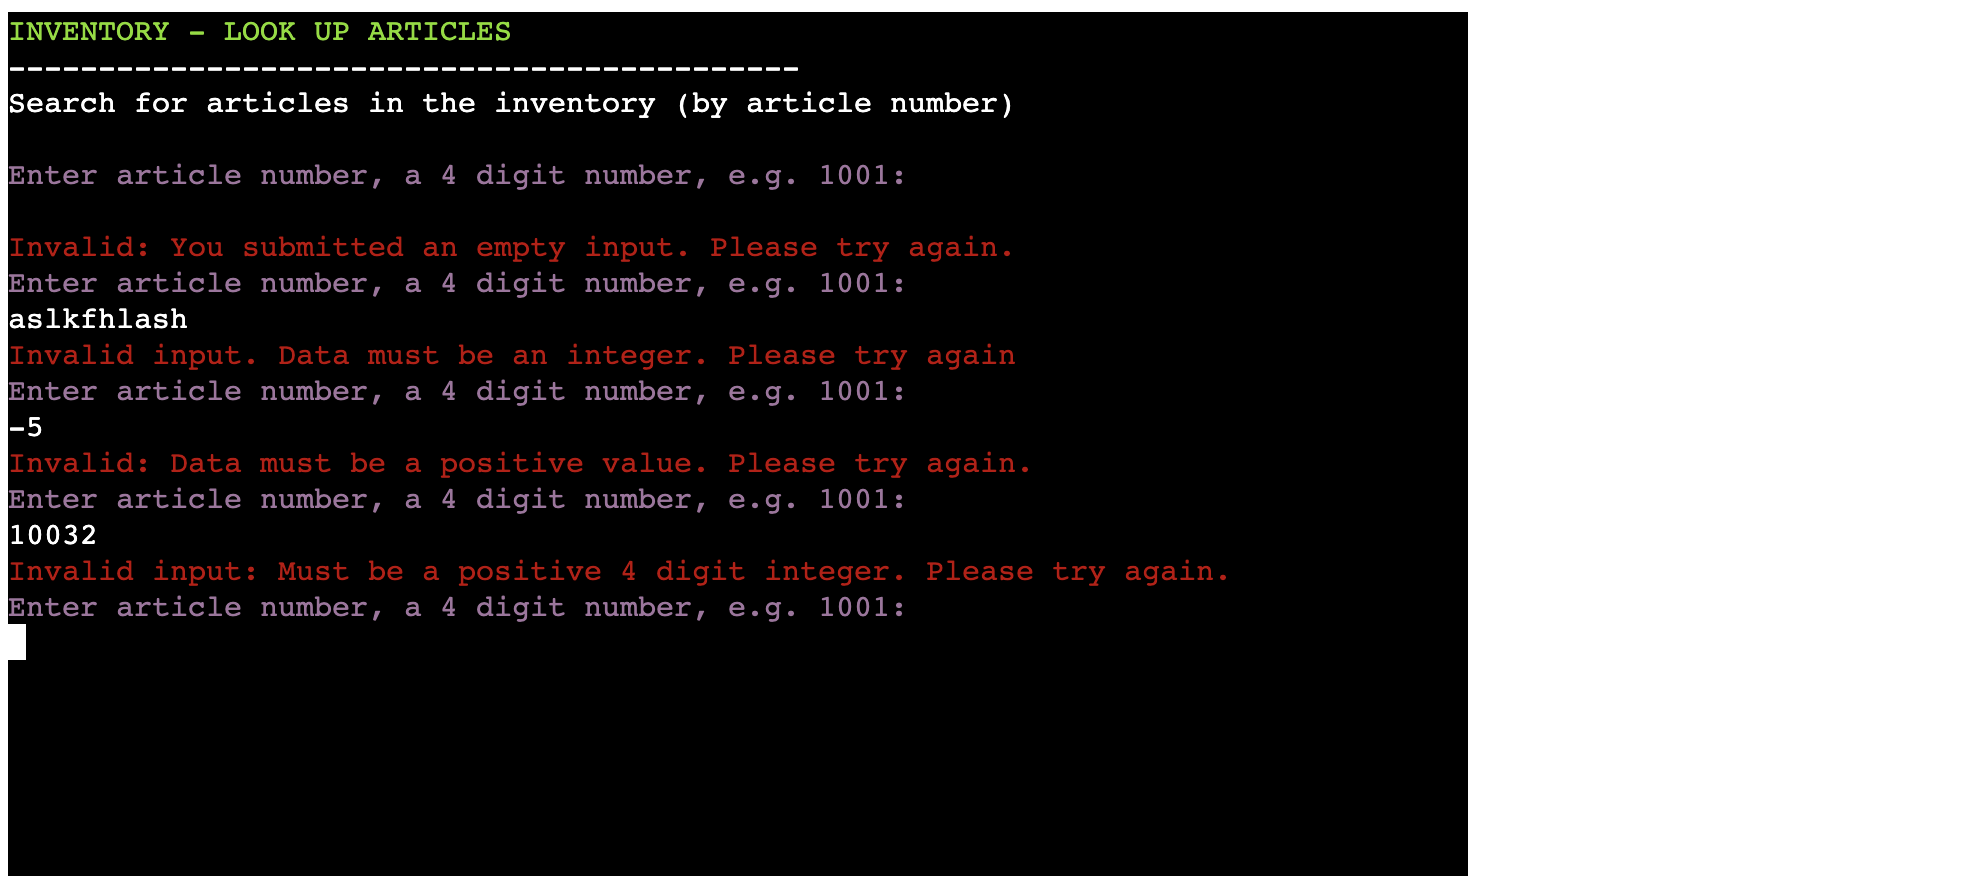 INVENTORY - LOOK UP ARTICLES
--------------------------------------------
Search for articles in the inventory (by article number)
Enter article number, a 4 digit number, e.g. 1001:
Invalid: You submitted an empty input. Please try again.
Enter article number, a 4 digit number, e.g. 1001:
aslkfhlash
Invalid input. Data must be an integer. Please try again
Enter article number, a 4 digit number, e.g. 1001:
-5
Invalid: Data must be a positive value. Please try again.
Enter article number, a 4 digit number, e.g. 1001:
10032
Invalid input: Must be a positive 4 digit integer. Please try again.
Enter article number, a 4 digit number, e.g. 1001: